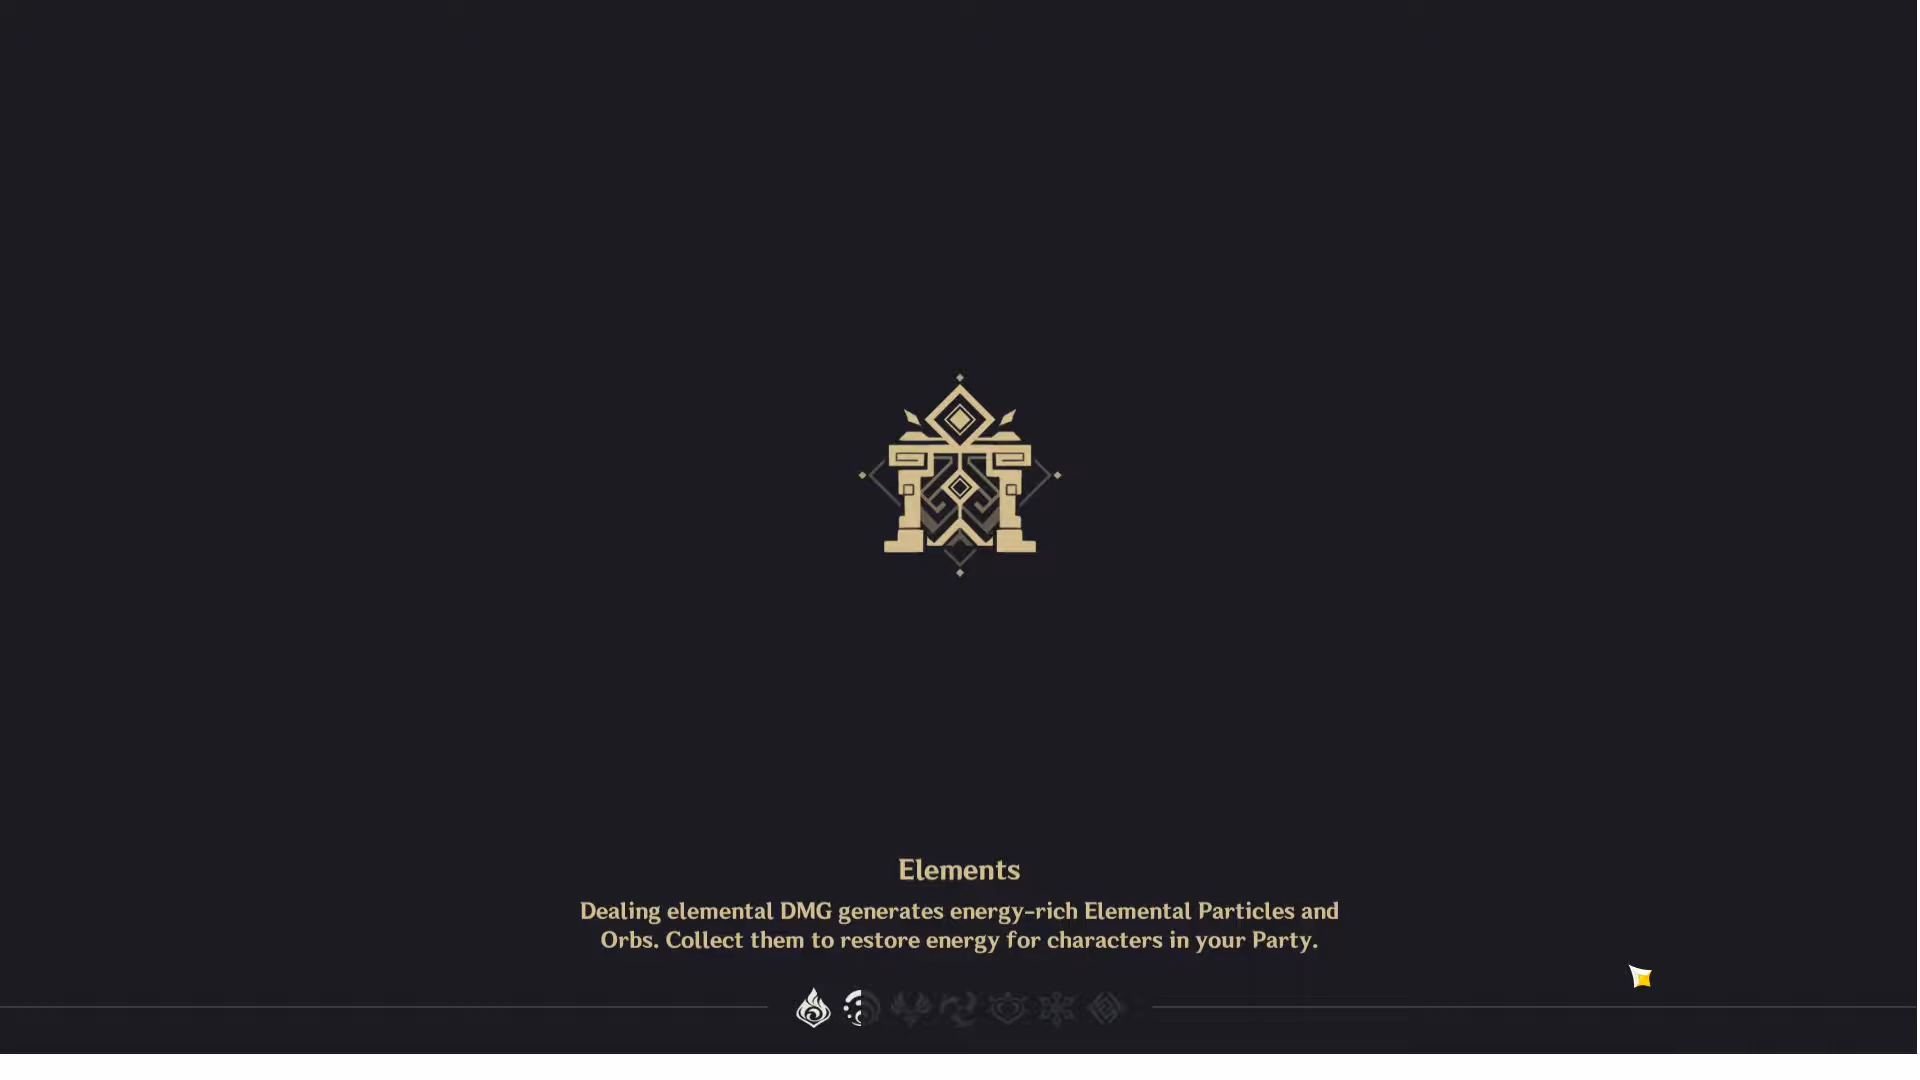 Elements
Dealing elemental DMG generates energy-rich Elemental Particles and
Orbs. Collect them to restore energy for characters in your Party.